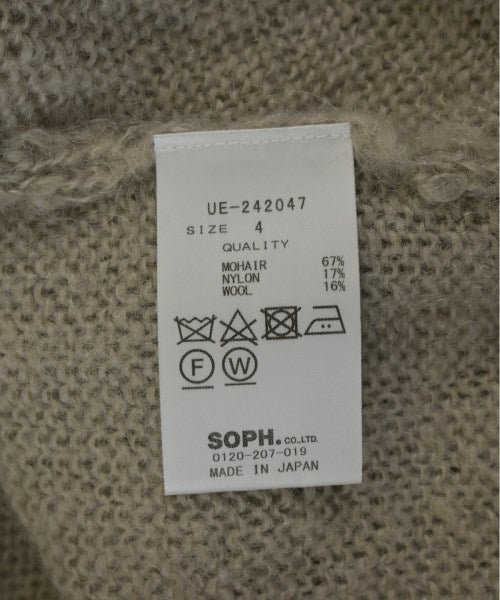 UE-242047
SIZE 4
QUALITY
MOHAIR 67%
NYLON 17%
WOOL 16%
F W
SOPH. CO.,LTD.
0120-207-019
MADE IN JAPAN